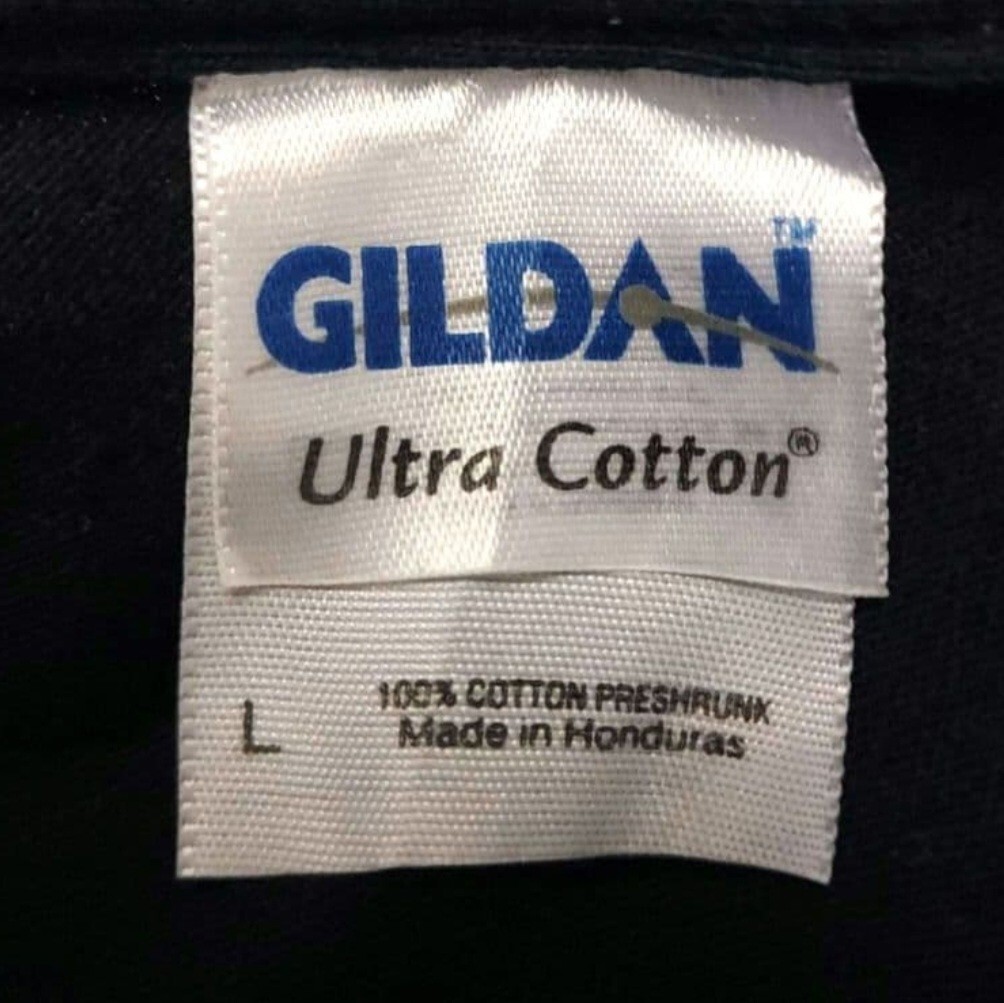 GILDAN™
Ultra Cotton®
100% COTTON PRESHRUNK
L Made in Honduras